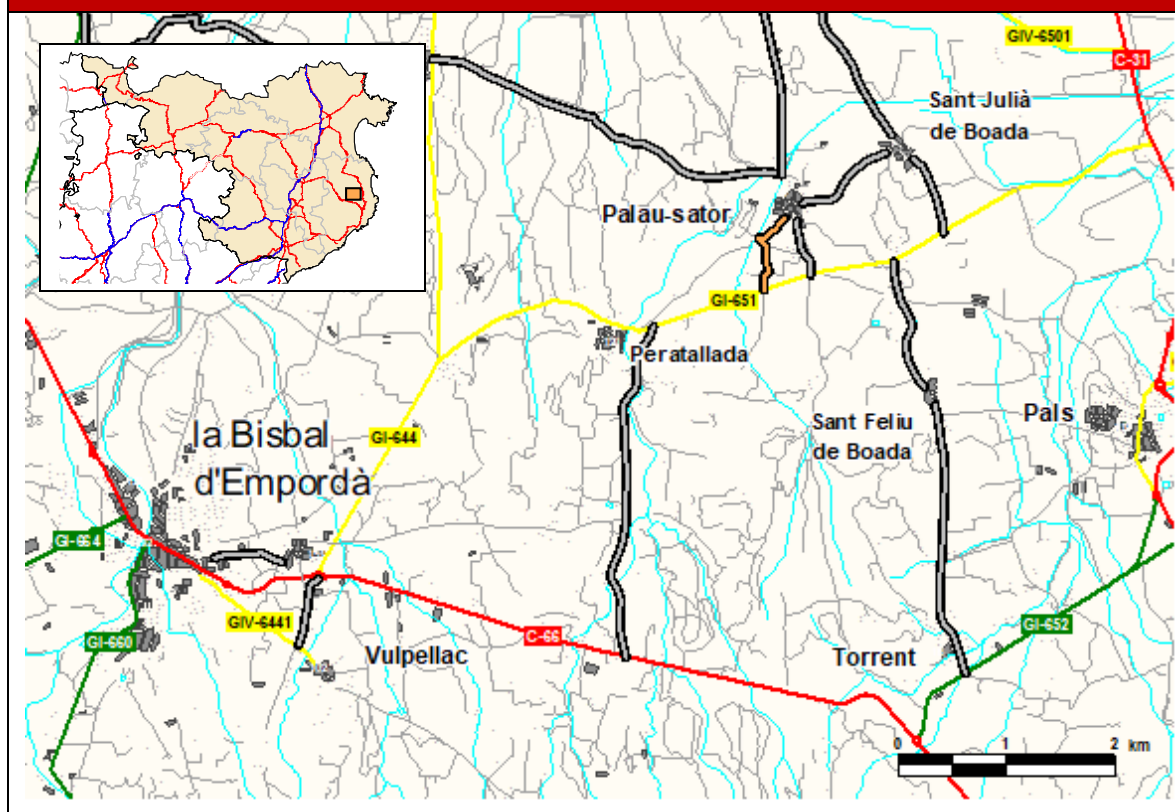 GIV-6501
C-31
Sant Julià
de Boada
Palau-sator
GI-651
Peratallada
la Bisbal
d'Empordà
GI-644
Sant Feliu
de Boada
Pals
GI-664
GIV-6441
GI-660
Vulpellac
C-66
Torrent
GI-652
0 1 2 km